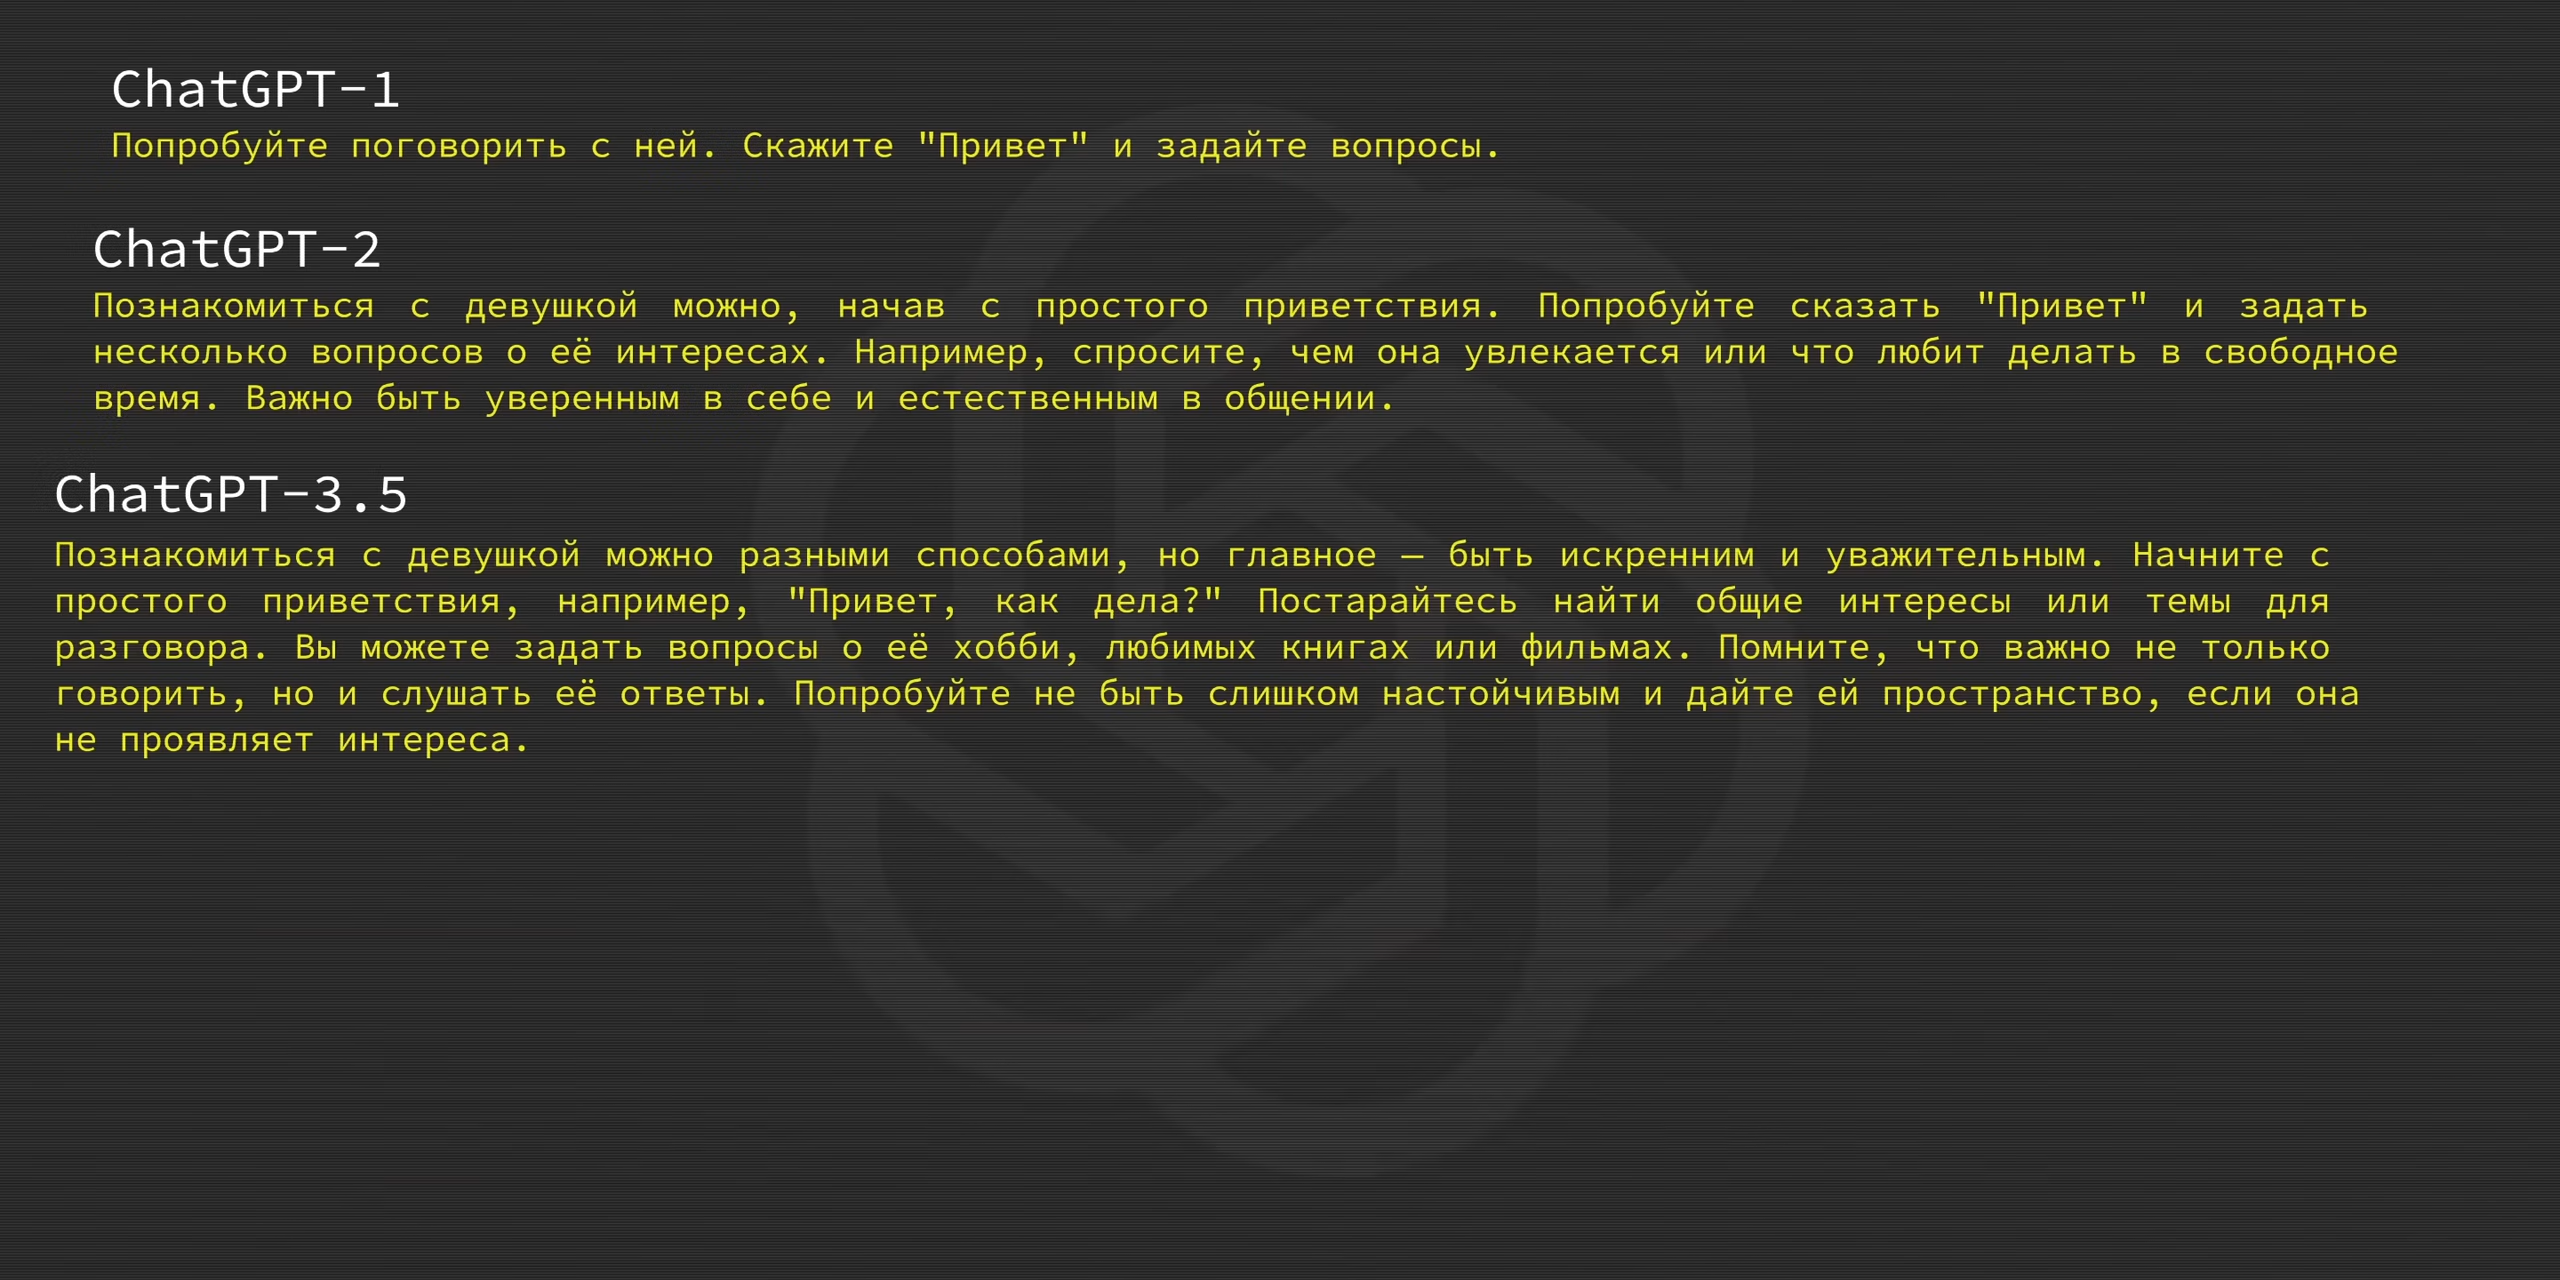 ChatGPT-1
Попробуйте поговорить с ней. Скажите "Привет" и задайте вопросы.
ChatGPT-2
Познакомиться с девушкой можно, начав с простого приветствия. Попробуйте сказать "Привет" и задать
несколько вопросов о её интересах. Например, спросите, чем она увлекается или что любит делать в свободное
время. Важно быть уверенным в себе и естественным в общении.
ChatGPT-3.5
Познакомиться с девушкой можно разными способами, но главное — быть искренним и уважительным. Начните с
простого приветствия, например, "Привет, как дела?" Постарайтесь найти общие интересы или темы для
разговора. Вы можете задать вопросы о её хобби, любимых книгах или фильмах. Помните, что важно не только
говорить, но и слушать её ответы. Попробуйте не быть слишком настойчивым и дайте ей пространство, если она
не проявляет интереса.